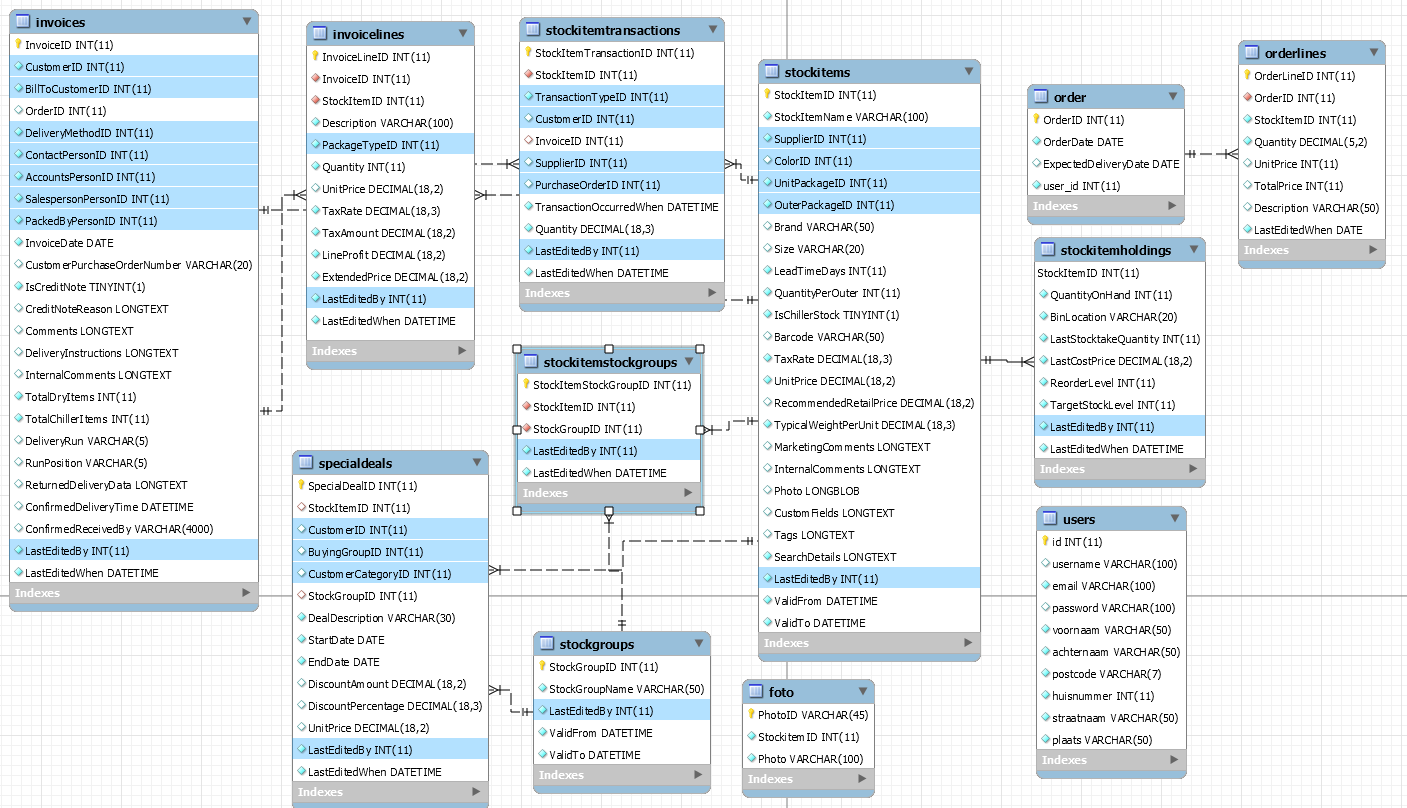 invoices
InvoiceID INT(11)
CustomerID INT(11)
BillToCustomerID INT(11)
OrderID INT(11)
DeliveryMethodID INT(11)
ContactPersonID INT(11)
AccountsPersonID INT(11)
SalespersonPersonID INT(11)
PackedByPersonID INT(11)
InvoiceDate DATE
CustomerPurchaseOrderNumber VARCHAR(20)
IsCreditNote TINYINT(1)
CreditNoteReason LONGTEXT
Comments LONGTEXT
DeliveryInstructions LONGTEXT
InternalComments LONGTEXT
TotalDryItems INT(11)
TotalChillerItems INT(11)
DeliveryRun VARCHAR(5)
RunPosition VARCHAR(5)
ReturnedDeliveryData LONGTEXT
ConfirmedDeliveryTime DATETIME
ConfirmedReceivedBy VARCHAR(4000)
LastEditedBy INT(11)
LastEditedWhen DATETIME
Indexes
invoicelines
InvoiceLineID INT(11)
InvoiceID INT(11)
StockItemID INT(11)
Description VARCHAR(100)
PackageTypeID INT(11)
Quantity INT(11)
UnitPrice DECIMAL(18,2)
TaxRate DECIMAL(18,3)
TaxAmount DECIMAL(18,2)
LineProfit DECIMAL(18,2)
ExtendedPrice DECIMAL(18,2)
LastEditedBy INT(11)
LastEditedWhen DATETIME
Indexes
stockitemtransactions
StockItemTransactionID INT(11)
StockItemID INT(11)
TransactionTypeID INT(11)
CustomerID INT(11)
InvoiceID INT(11)
SupplierID INT(11)
PurchaseOrderID INT(11)
TransactionOccurredWhen DATETIME
Quantity DECIMAL(18,3)
LastEditedBy INT(11)
LastEditedWhen DATETIME
Indexes
stockitems
StockItemID INT(11)
StockItemName VARCHAR(100)
SupplierID INT(11)
ColorID INT(11)
UnitPackageID INT(11)
OuterPackageID INT(11)
Brand VARCHAR(50)
Size VARCHAR(20)
LeadTimeDays INT(11)
QuantityPerOuter INT(11)
IsChillerStock TINYINT(1)
Barcode VARCHAR(50)
TaxRate DECIMAL(18,3)
UnitPrice DECIMAL(18,2)
RecommendedRetailPrice DECIMAL(18,2)
TypicalWeightPerUnit DECIMAL(18,3)
MarketingComments LONGTEXT
InternalComments LONGTEXT
Photo LONGBLOB
CustomFields LONGTEXT
Tags LONGTEXT
SearchDetails LONGTEXT
LastEditedBy INT(11)
ValidFrom DATETIME
ValidTo DATETIME
Indexes
order
OrderID INT(11)
OrderDate DATE
ExpectedDeliveryDate DATE
user_id INT(11)
Indexes
orderlines
OrderLineID INT(11)
OrderID INT(11)
StockItemID INT(11)
Quantity DECIMAL(5,2)
UnitPrice INT(11)
TotalPrice INT(11)
Description VARCHAR(50)
LastEditedWhen DATE
Indexes
stockitemholdings
StockItemID INT(11)
QuantityOnHand INT(11)
BinLocation VARCHAR(20)
LastStocktakeQuantity INT(11)
LastCostPrice DECIMAL(18,2)
ReorderLevel INT(11)
TargetStockLevel INT(11)
LastEditedBy INT(11)
LastEditedWhen DATETIME
Indexes
stockitemstockgroups
StockItemStockGroupID INT(11)
StockItemID INT(11)
StockGroupID INT(11)
LastEditedBy INT(11)
LastEditedWhen DATETIME
Indexes
specialdeals
SpecialDealID INT(11)
StockItemID INT(11)
CustomerID INT(11)
BuyingGroupID INT(11)
CustomerCategoryID INT(11)
StockGroupID INT(11)
DealDescription VARCHAR(30)
StartDate DATE
EndDate DATE
DiscountAmount DECIMAL(18,2)
DiscountPercentage DECIMAL(18,3)
UnitPrice DECIMAL(18,2)
LastEditedBy INT(11)
LastEditedWhen DATETIME
Indexes
stockgroups
StockGroupID INT(11)
StockGroupName VARCHAR(50)
LastEditedBy INT(11)
ValidFrom DATETIME
ValidTo DATETIME
Indexes
foto
PhotoID VARCHAR(45)
StockitemID INT(11)
Photo VARCHAR(100)
Indexes
users
id INT(11)
username VARCHAR(100)
email VARCHAR(100)
password VARCHAR(100)
voornaam VARCHAR(50)
achternaam VARCHAR(50)
postcode VARCHAR(7)
huisnummer INT(11)
straatnaam VARCHAR(50)
plaats VARCHAR(50)
Indexes